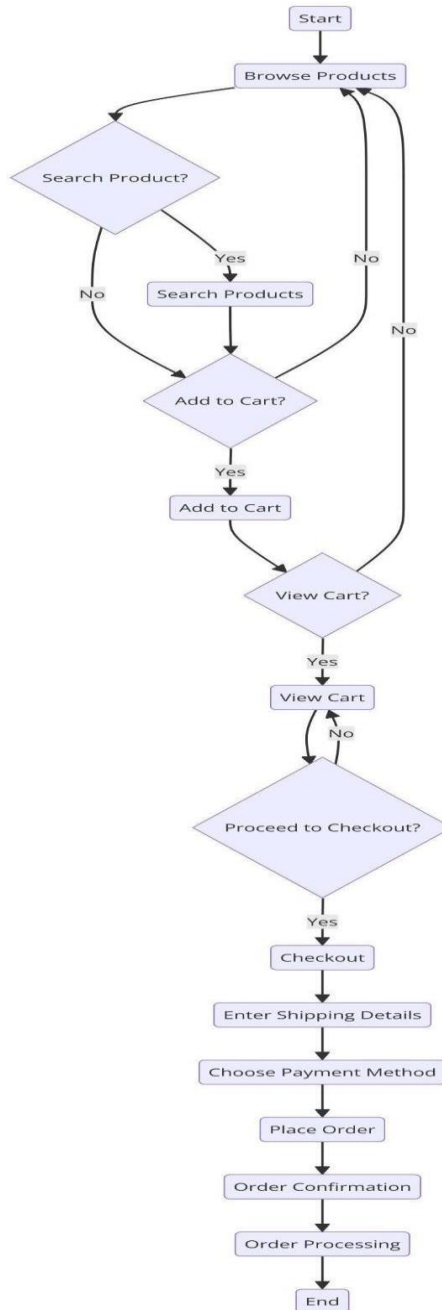 Start
Browse Products
Search Product?
Yes
No
No
Search Products
No
Add to Cart?
Yes
Add to Cart
View Cart?
Yes
View Cart
No
Proceed to Checkout?
Yes
Checkout
Enter Shipping Details
Choose Payment Method
Place Order
Order Confirmation
Order Processing
End